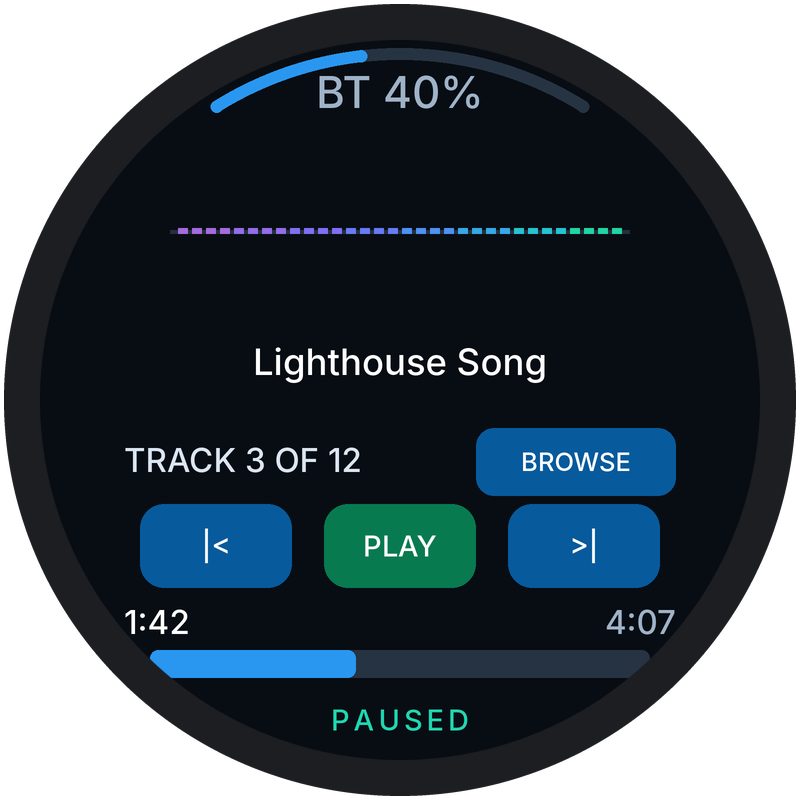 BT 40%
Lighthouse Song
TRACK 3 OF 12 BROWSE
|< PLAY >|
1:42 4:07
PAUSED